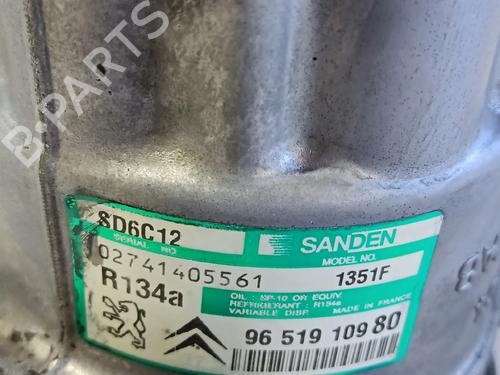 B-PARTS
SD6C12
SERIAL NO
SANDEN
02741405561
MODEL NO.
1351F
R134a
OIL : SP-10 OR EQUIV.
REFRIGERANT : R134a
VARIABLE DISP. MADE IN FRANCE
96 519 109 80